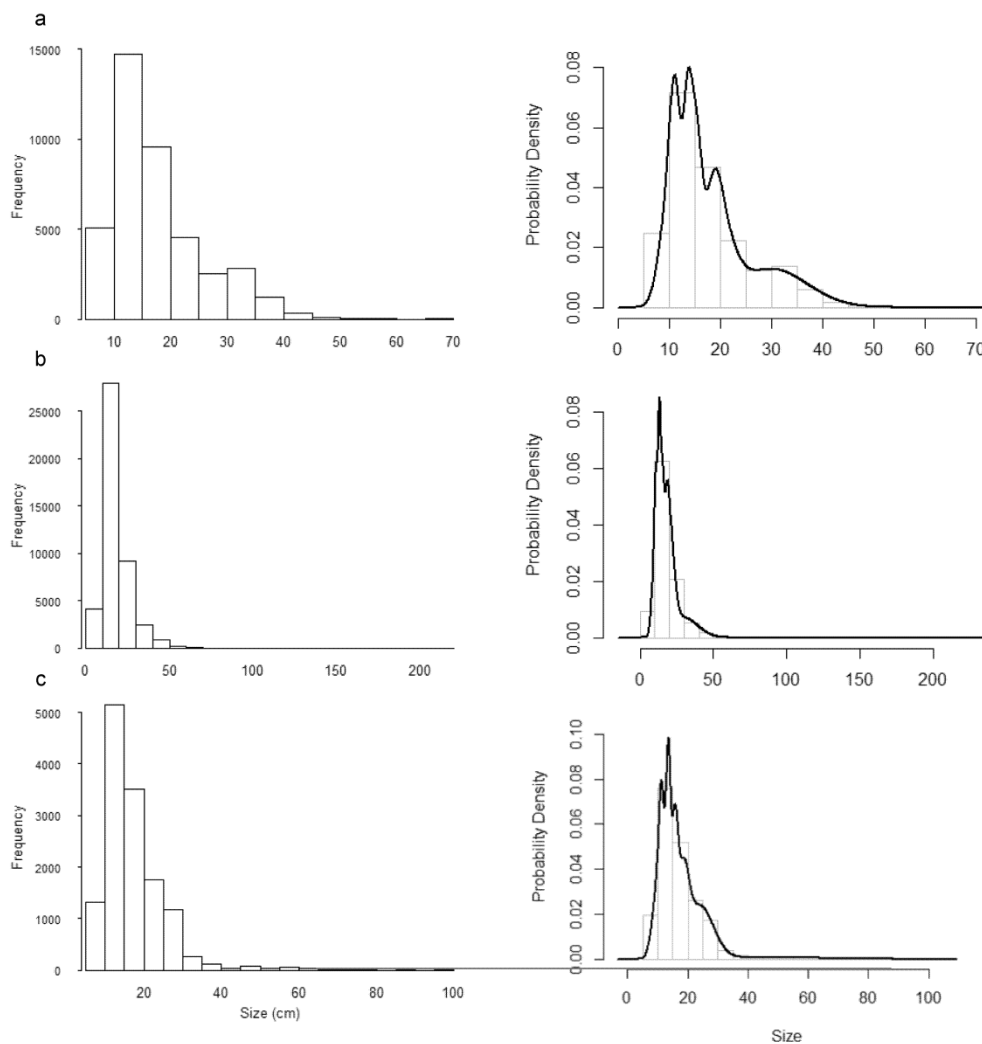 a
15000
10000
5000
0
Frequency
10 20 30 40 50 60 70
0.08
0.06
0.04
0.02
0.00
Probability Density
0 10 20 30 40 50 60 70
b
25000
20000
15000
10000
5000
0
Frequency
0 50 100 150 200
0.08
0.06
0.04
0.02
0.00
Probability Density
0 50 100 150 200
c
5000
4000
3000
2000
1000
0
Frequency
20 40 60 80 100
Size (cm)
0.10
0.08
0.06
0.04
0.02
0.00
Probability Density
0 20 40 60 80 100
Size